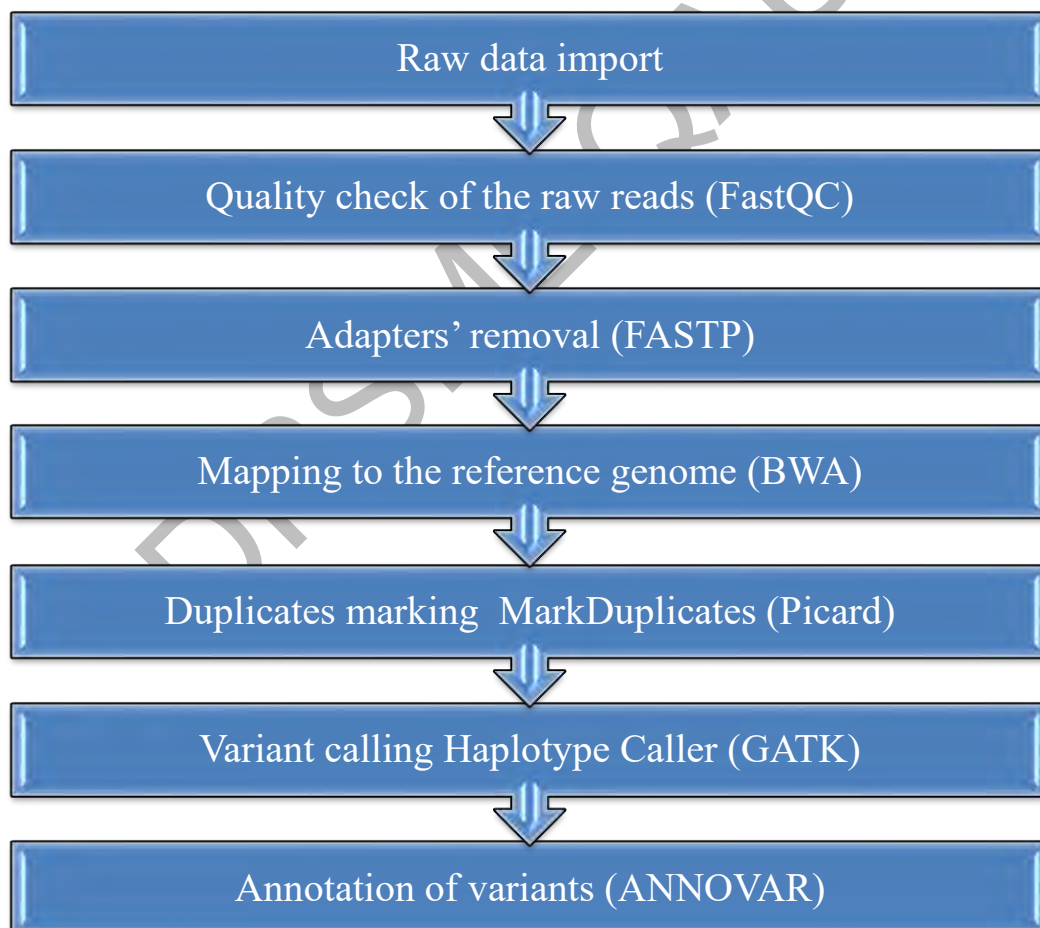 Raw data import
Quality check of the raw reads (FastQC)
Adapters’ removal (FASTP)
Mapping to the reference genome (BWA)
Duplicates marking  MarkDuplicates (Picard)
Variant calling Haplotype Caller (GATK)
Annotation of variants (ANNOVAR)